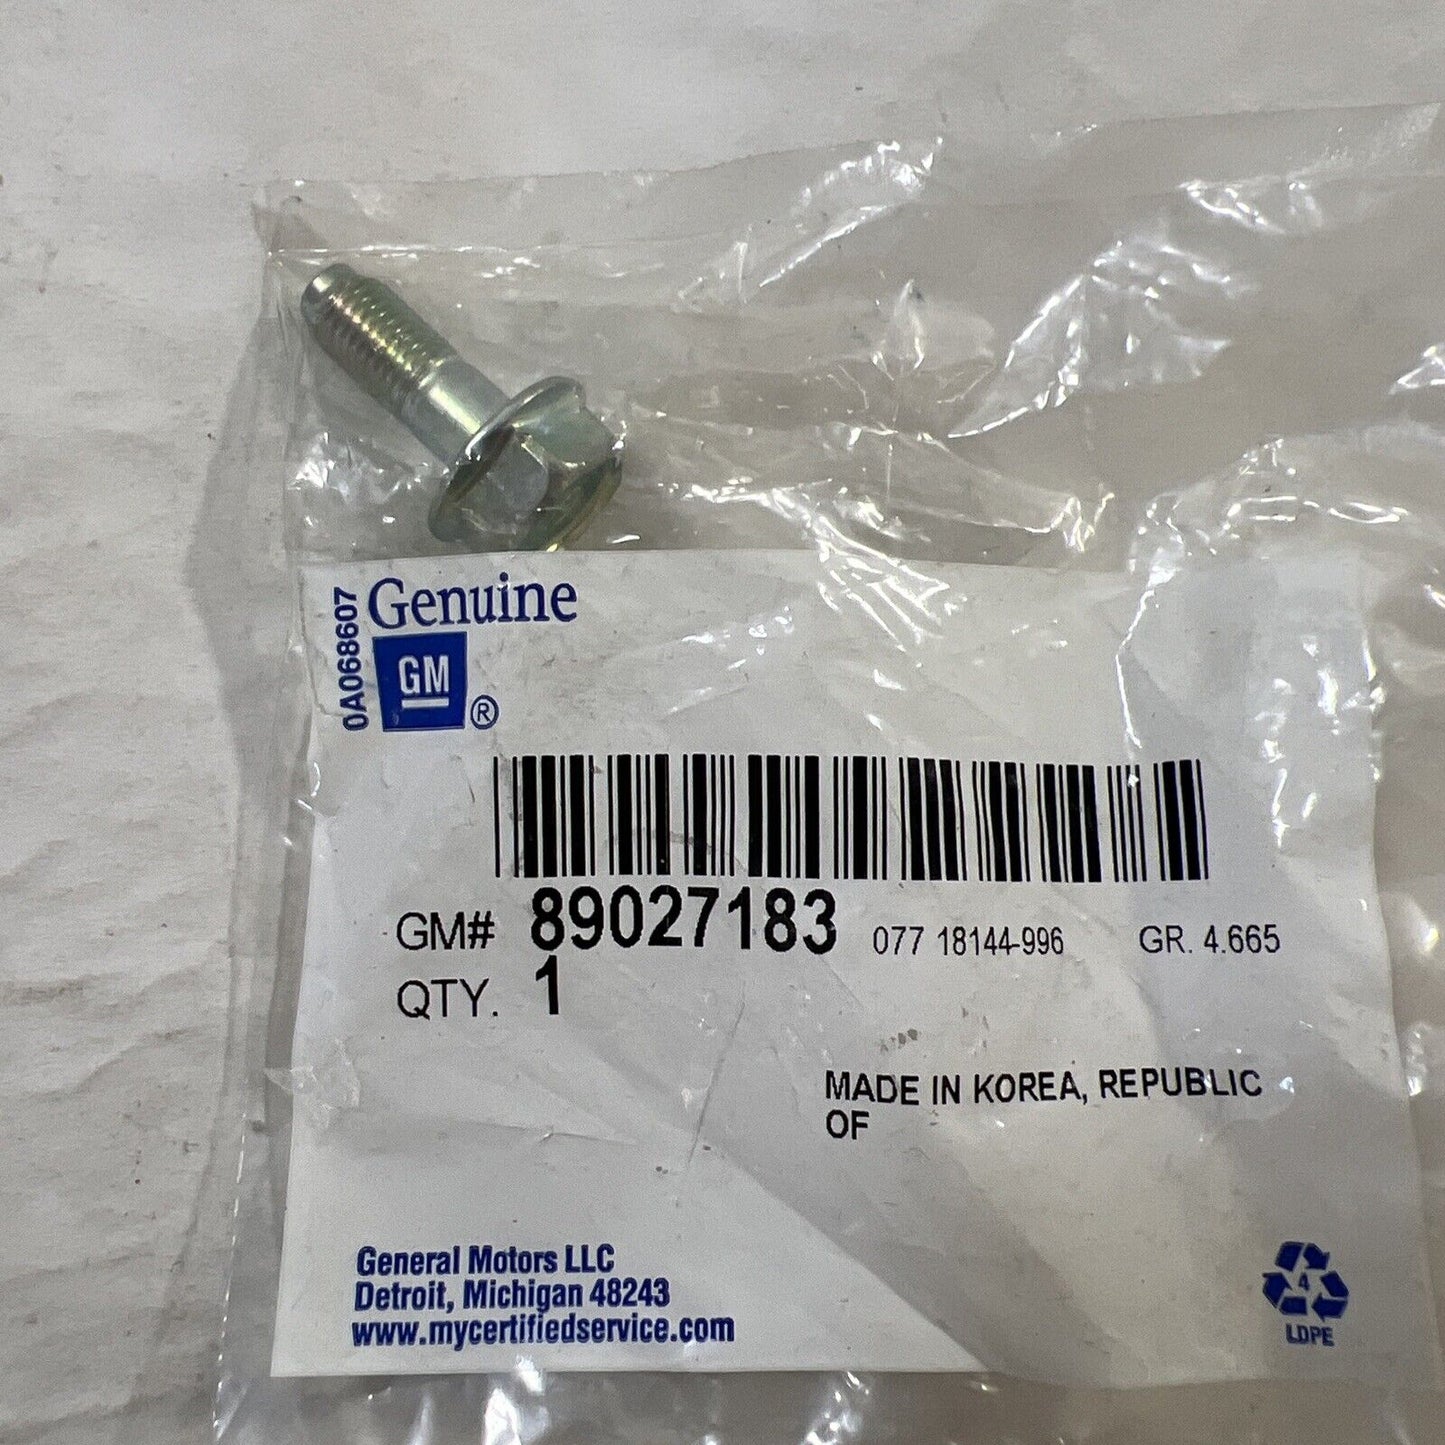 0A068607
Genuine
GM
®
GM# 89027183 077 18144-996 GR. 4.665
QTY. 1
MADE IN KOREA, REPUBLIC
OF
General Motors LLC
Detroit, Michigan 48243
www.mycertifiedservice.com
4
LDPE